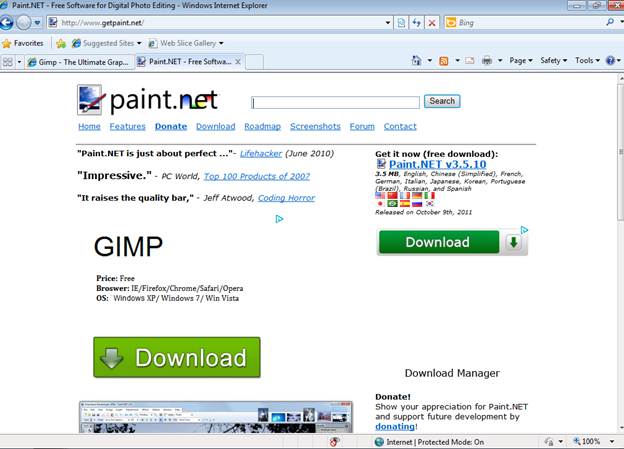 Paint.NET - Free Software for Digital Photo Editing - Windows Internet Explorer
http://www.getpaint.net/
Bing
Favorites
Suggested Sites
Web Slice Gallery
Gimp - The Ultimate Grap...
Paint.NET - Free Softwa...
Page
Safety
Tools
paint.net
Search
Home
Features
Donate
Download
Roadmap
Screenshots
Forum
Contact
"Paint.NET is just about perfect ..."- Lifehacker (June 2010)
"Impressive." - PC World, Top 100 Products of 2007
"It raises the quality bar," - Jeff Atwood, Coding Horror
GIMP
Price: Free
Broswer: IE/Firefox/Chrome/Safari/Opera
OS: Windows XP/ Windows 7/ Win Vista
Download
Get it now (free download):
Paint.NET v3.5.10
3.5 MB, English, Chinese (Simplified), French,
German, Italian, Japanese, Korean, Portuguese
(Brazil), Russian, and Spanish
Released on October 9th, 2011
Download
Download Manager
Donate!
Show your appreciation for Paint.NET
and support future development by
donating!
Internet | Protected Mode: On
100%